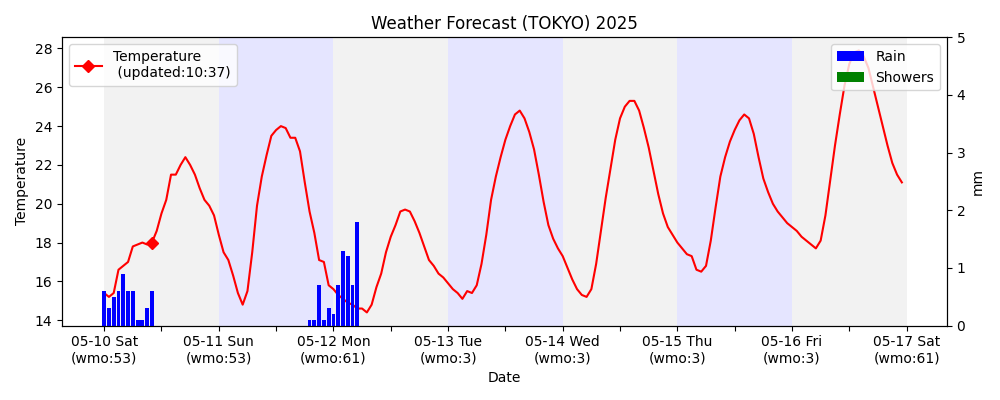 Weather Forecast (TOKYO) 2025
Temperature
(updated:10:37)
Rain
Showers
Temperature
28
26
24
22
20
18
16
14
5
4
3
2
1
0
mm
05-10 Sat
(wmo:53)
05-11 Sun
(wmo:53)
05-12 Mon
(wmo:61)
05-13 Tue
(wmo:3)
05-14 Wed
(wmo:3)
05-15 Thu
(wmo:3)
05-16 Fri
(wmo:3)
05-17 Sat
(wmo:61)
Date